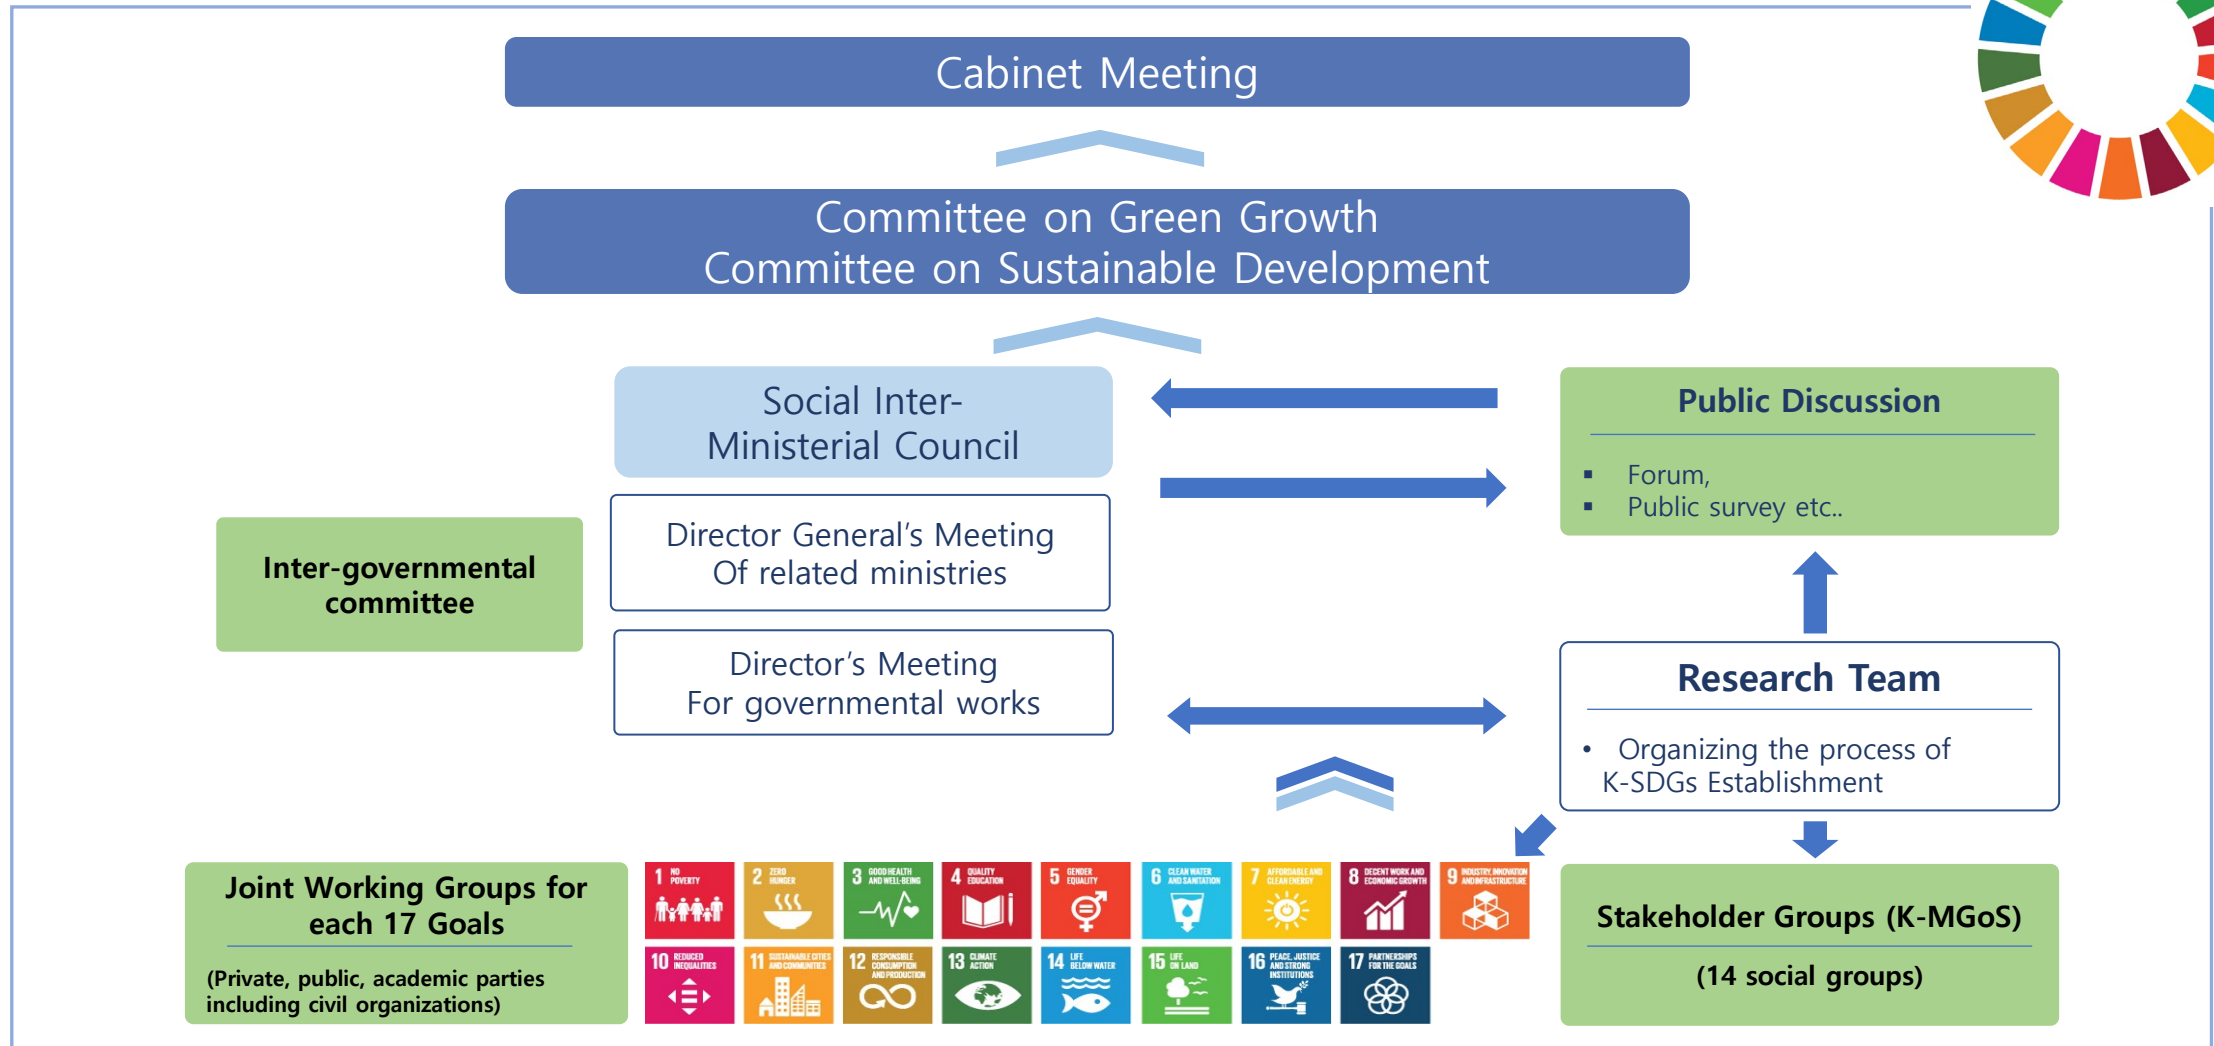 Cabinet Meeting
Committee on Green Growth
Committee on Sustainable Development
Social Inter-
Ministerial Council
Director General’s Meeting
Of related ministries
Director’s Meeting
For governmental works
Inter-governmental
committee
Public Discussion
▪ Forum,
▪ Public survey etc..
Research Team
• Organizing the process of
K-SDGs Establishment
Joint Working Groups for
each 17 Goals
(Private, public, academic parties
including civil organizations)
1 NO
POVERTY
2 ZERO
HUNGER
3 GOOD HEALTH
AND WELL-BEING
4 QUALITY
EDUCATION
5 GENDER
EQUALITY
6 CLEAN WATER
AND SANITATION
7 AFFORDABLE AND
CLEAN ENERGY
8 DECENT WORK AND
ECONOMIC GROWTH
9 INDUSTRY, INNOVATION
AND INFRASTRUCTURE
10 REDUCED
INEQUALITIES
11 SUSTAINABLE CITIES
AND COMMUNITIES
12 RESPONSIBLE
CONSUMPTION
AND PRODUCTION
13 CLIMATE
ACTION
14 LIFE
BELOW WATER
15 LIFE
ON LAND
16 PEACE, JUSTICE
AND STRONG
INSTITUTIONS
17 PARTNERSHIPS
FOR THE GOALS
Stakeholder Groups (K-MGoS)
(14 social groups)